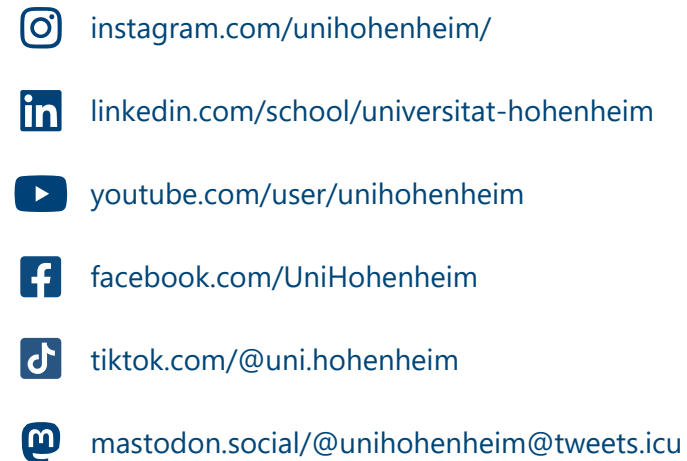 instagram.com/unihohenheim/
linkedin.com/school/universitat-hohenheim
youtube.com/user/unihohenheim
facebook.com/UniHohenheim
tiktok.com/@uni.hohenheim
mastodon.social/@unihohenheim@tweets.icu